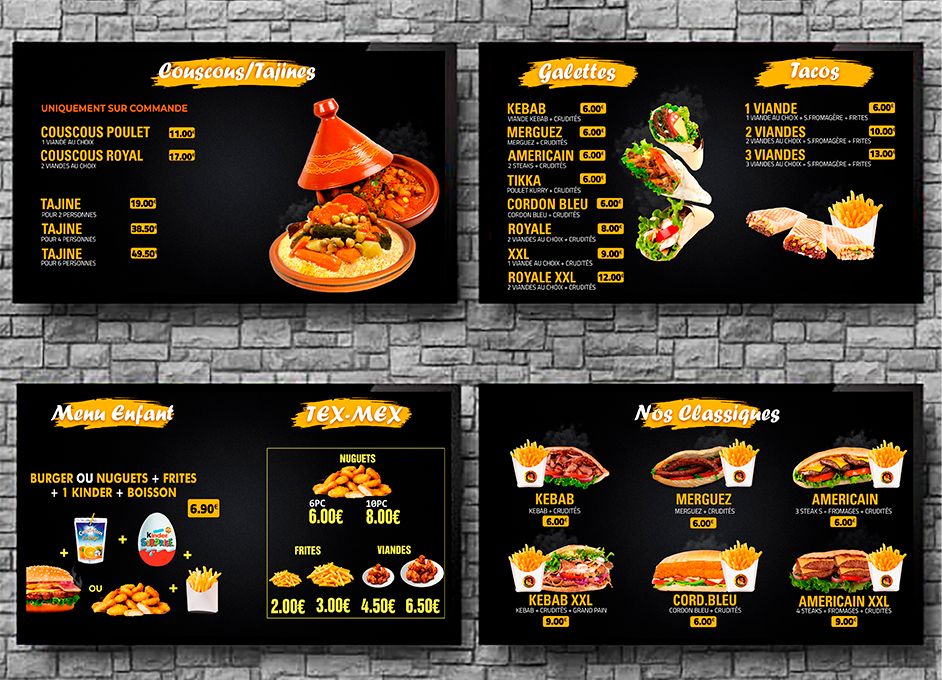 Couscous/Tajines
UNIQUEMENT SUR COMMANDE
COUSCOUS POULET 11.00€
1 VIANDE AU CHOIX
COUSCOUS ROYAL 17.00€
2 VIANDES AU CHOIX
TAJINE 19.00€
POUR 2 PERSONNES
TAJINE 38.50€
POUR 4 PERSONNES
TAJINE 49.50€
POUR 6 PERSONNES
Galettes
KEBAB 6.00€
VIANDE KEBAB + CRUDITÉS
MERGUEZ 6.00€
MERGUEZ + CRUDITÉS
AMERICAIN 6.00€
2 STEAKS + CRUDITÉS
TIKKA 6.00€
POULET KURRY + CRUDITÉS
CORDON BLEU 6.00€
CORDON BLEU + CRUDITÉS
ROYALE 8.00€
2 VIANDES AU CHOIX + CRUDITÉS
XXL 9.00€
1 VIANDE AU CHOIX + CRUDITÉS
ROYALE XXL 12.00€
2 VIANDES AU CHOIX + CRUDITÉS
Tacos
1 VIANDE 6.00€
1 VIANDE AU CHOIX + S.FROMAGÈRE + FRITES
2 VIANDES 10.00€
2 VIANDES AU CHOIX + S.FROMAGÈRE + FRITES
3 VIANDES 13.00€
3 VIANDES AU CHOIX + S.FROMAGÈRE + FRITES
Menu Enfant
BURGER OU NUGUETS + FRITES
+ 1 KINDER + BOISSON
6.90€
Kinder
SURPRISE
+ + +
OU +
TEX-MEX
NUGUETS
6PC 10PC
6.00€ 8.00€
FRITES VIANDES
2.00€ 3.00€ 4.50€ 6.50€
Nos Classiques
KEBAB
KEBAB + CRUDITÉS
6.00€
MERGUEZ
MERGUEZ + CRUDITÉS
6.00€
AMERICAIN
3 STEAKS + FROMAGES + CRUDITÉS
6.00€
KEBAB XXL
KEBAB + CRUDITÉS + GRAND PAIN
9.00€
CORD.BLEU
CORDON BLEU + CRUDITÉS
6.00€
AMERICAIN XXL
4 STEAKS + FROMAGES + CRUDITÉS
9.00€